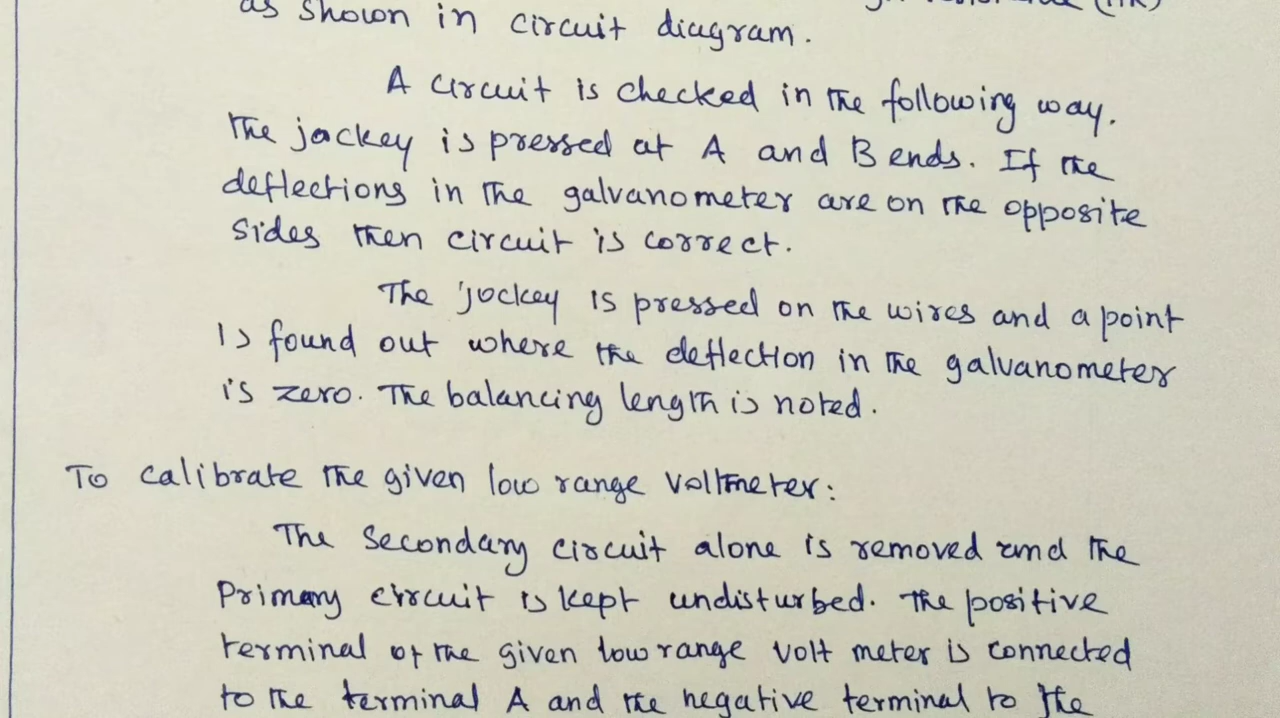 as shown in circuit diagram.
A circuit is checked in the following way.
The jackey is pressed at A and B ends. If the
deflections in the galvanometer are on the opposite
sides then circuit is correct.
The jockey is pressed on the wires and a point
is found out where the deflection in the galvanometer
is zero. The balancing length is noted.
To calibrate the given low range voltmeter:
The secondary circuit alone is removed and the
Primary circuit is kept undisturbed. The positive
terminal of the given low range volt meter is connected
to the terminal A and the negative terminal to the